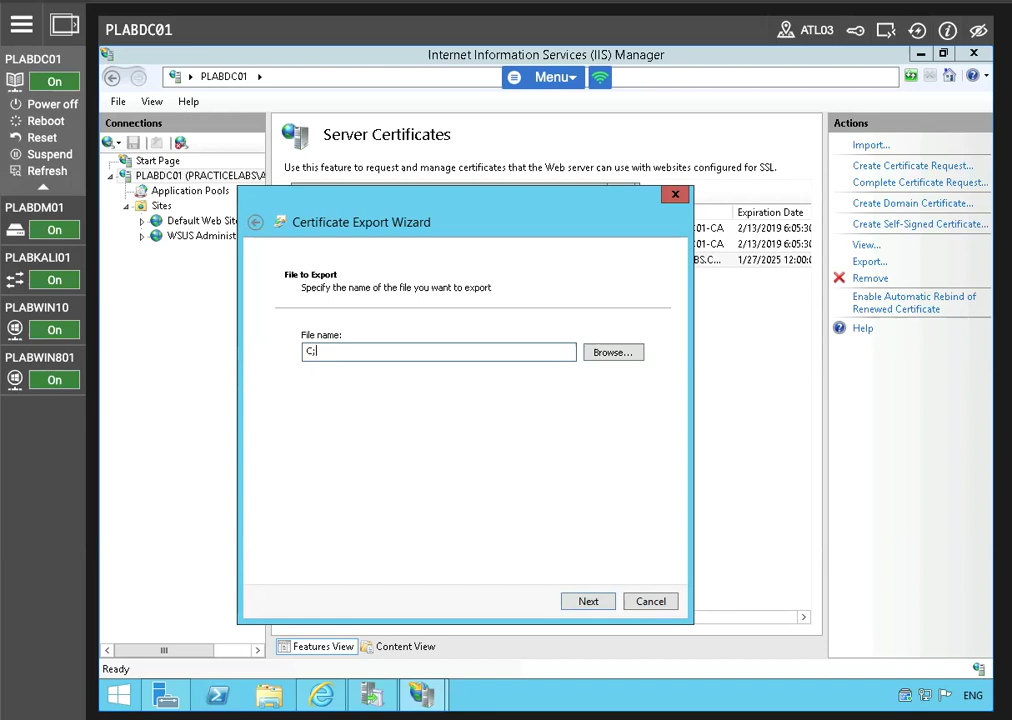 PLABDC01
ATL03
PLABDC01
On
Power off
Reboot
Reset
Suspend
Refresh
PLABDM01
On
PLABKALI01
On
PLABWIN10
On
PLABWIN801
On
Internet Information Services (IIS) Manager
PLABDC01
Menu
File View Help
Connections
Start Page
PLABDC01 (PRACTICELABS\A
Application Pools
Sites
Default Web Sit
WSUS Administ
Server Certificates
Use this feature to request and manage certificates that the Web server can use with websites configured for SSL.
Expiration Date
01-CA 2/13/2019 6:05:30
01-CA 2/13/2019 6:05:30
BS.C... 1/27/2025 12:00:0
Certificate Export Wizard
File to Export
Specify the name of the file you want to export
File name:
C;
Browse...
Next
Cancel
Features View
Content View
Ready
Actions
Import...
Create Certificate Request...
Complete Certificate Request...
Create Domain Certificate...
Create Self-Signed Certificate...
View...
Export...
Remove
Enable Automatic Rebind of
Renewed Certificate
Help
ENG